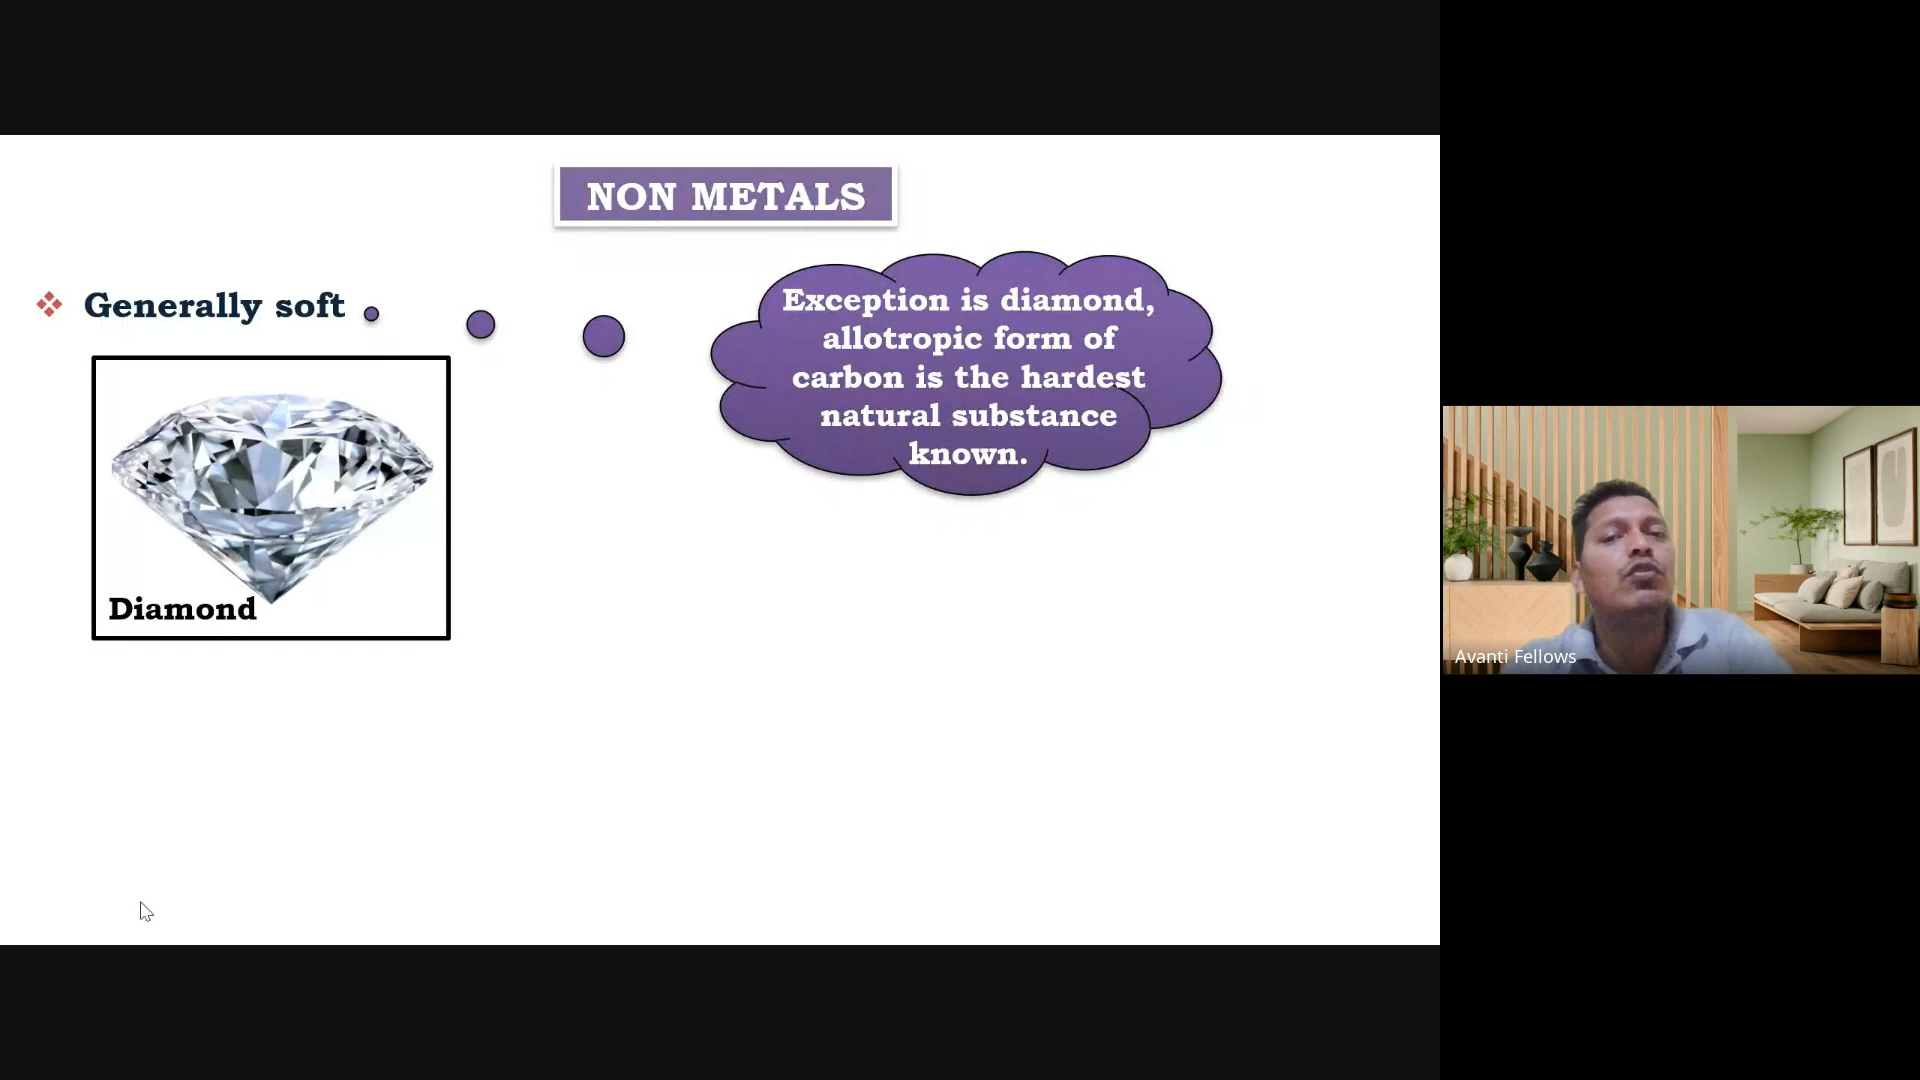 NON METALS
Generally soft
Exception is diamond,
allotropic form of
carbon is the hardest
natural substance
known.
Diamond
Avanti Fellows